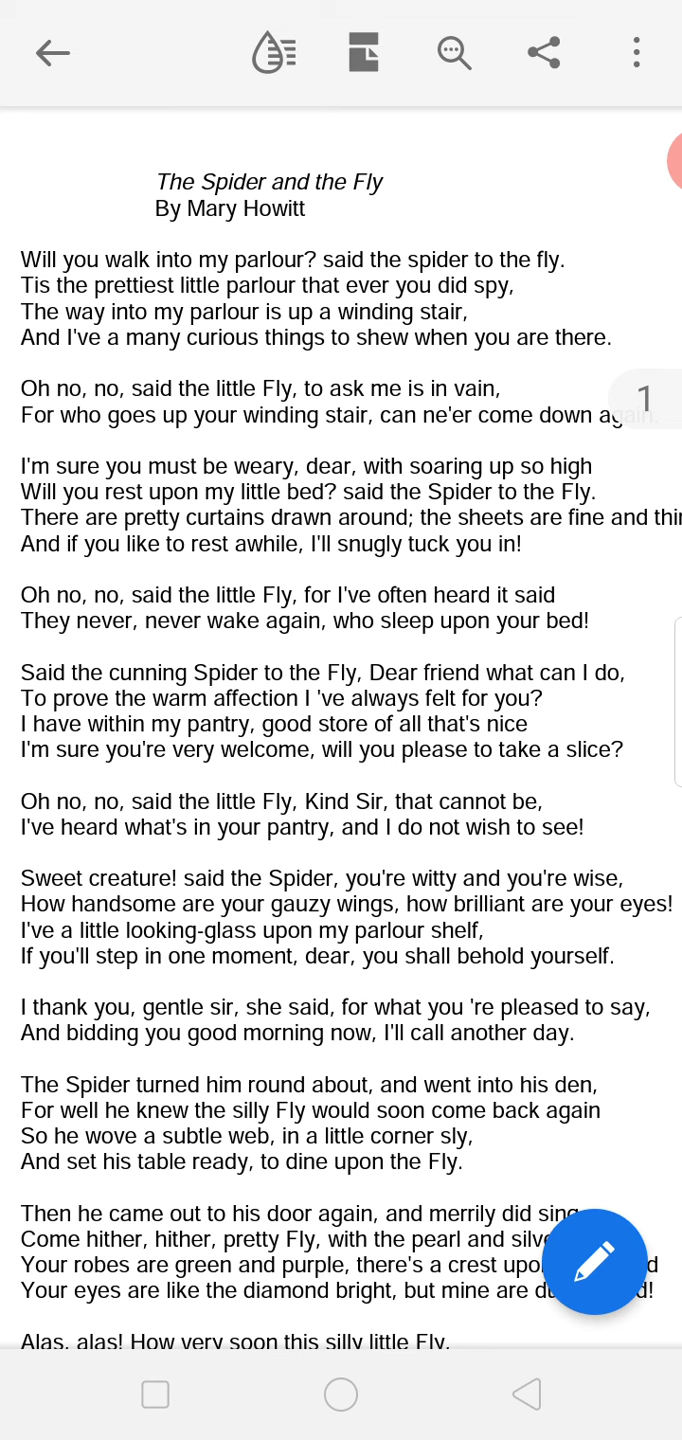 The Spider and the Fly
By Mary Howitt
Will you walk into my parlour? said the spider to the fly.
Tis the prettiest little parlour that ever you did spy,
The way into my parlour is up a winding stair,
And I've a many curious things to shew when you are there.
Oh no, no, said the little Fly, to ask me is in vain,
1
For who goes up your winding stair, can ne'er come down again.
I'm sure you must be weary, dear, with soaring up so high
Will you rest upon my little bed? said the Spider to the Fly.
There are pretty curtains drawn around; the sheets are fine and
And if you like to rest awhile, I'll snugly tuck you in!
Oh no, no, said the little Fly, for I've often heard it said
They never, never wake again, who sleep upon your bed!
Said the cunning Spider to the Fly, Dear friend what can I do,
To prove the warm affection I 've always felt for you?
I have within my pantry, good store of all that's nice
I'm sure you're very welcome, will you please to take a slice?
Oh no, no, said the little Fly, Kind Sir, that cannot be,
I've heard what's in your pantry, and I do not wish to see!
Sweet creature! said the Spider, you're witty and you're wise,
How handsome are your gauzy wings, how brilliant are your eyes!
I've a little looking-glass upon my parlour shelf,
If you'll step in one moment, dear, you shall behold yourself.
I thank you, gentle sir, she said, for what you 're pleased to say,
And bidding you good morning now, I'll call another day.
The Spider turned him round about, and went into his den,
For well he knew the silly Fly would soon come back again
So he wove a subtle web, in a little corner sly,
And set his table ready, to dine upon the Fly.
Then he came out to his door again, and merrily did sing
Come hither, hither, pretty Fly, with the pearl and
Your robes are green and purple, there's a crest
Your eyes are like the diamond bright, but mine are
Alas, alas! How very soon this silly little Fly,